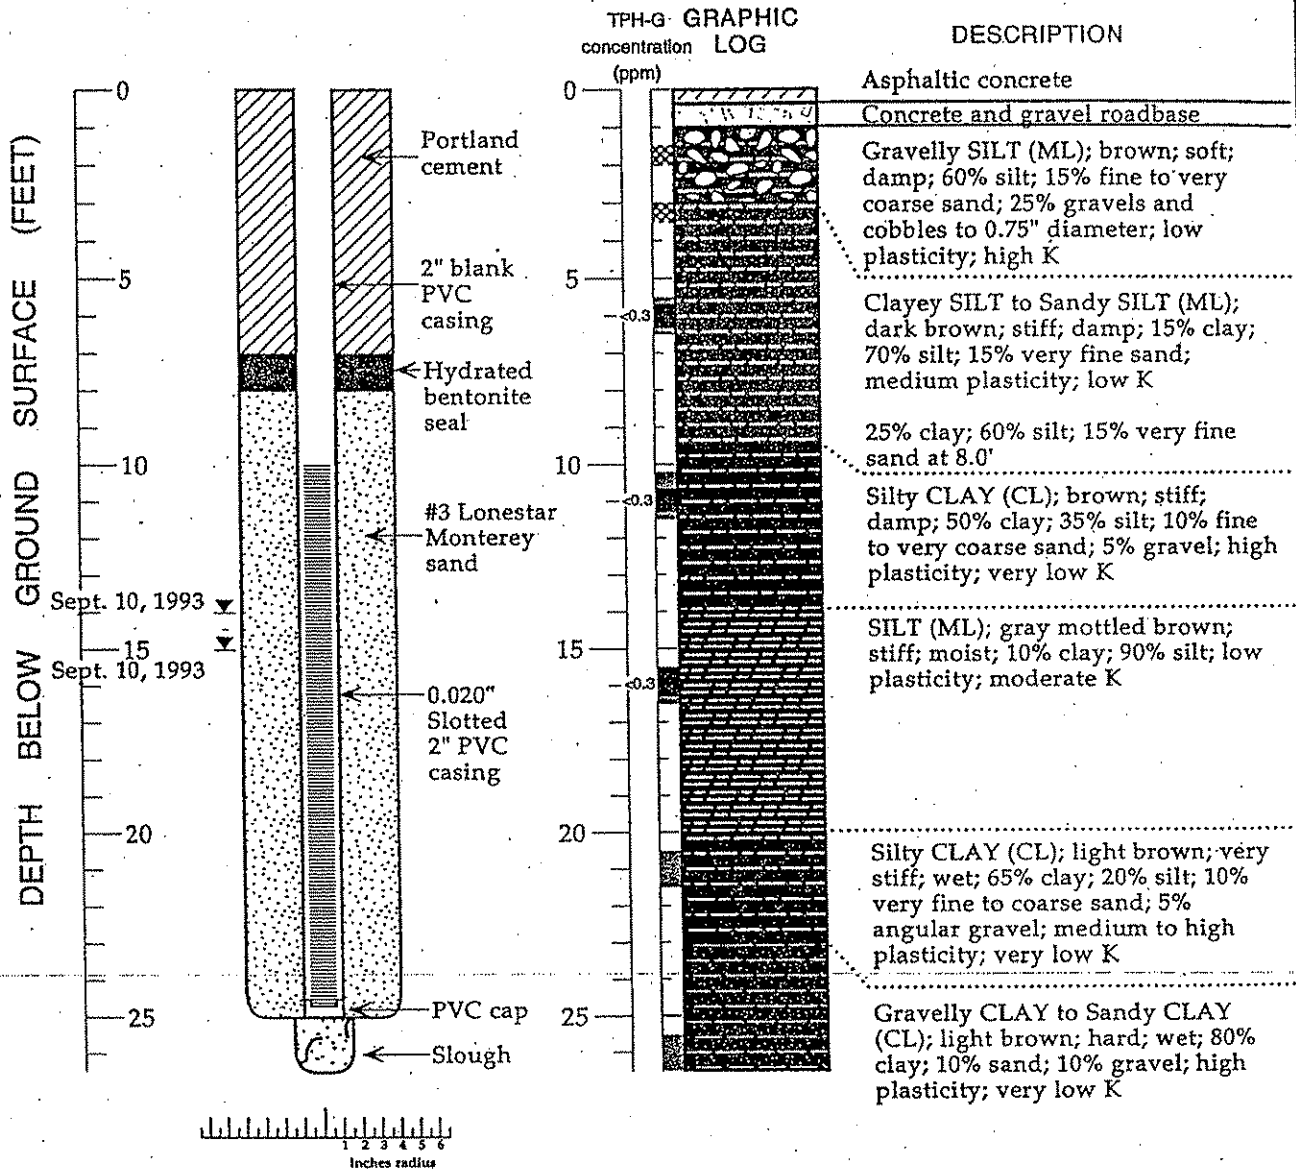 TPH-G GRAPHIC
concentration LOG
(ppm)
DESCRIPTION
DEPTH BELOW GROUND SURFACE (FEET)
0
5
10
15
20
25
Sept. 10, 1993
Sept. 10, 1993
Portland
cement
2" blank
PVC
casing
Hydrated
bentonite
seal
#3 Lonestar
Monterey
sand
0.020"
Slotted
2" PVC
casing
PVC cap
Slough
1 2 3 4 5 6
Inches radius
0
5
10
15
20
25
<0.3
<0.3
<0.3
Asphaltic concrete
Concrete and gravel roadbase
Gravelly SILT (ML); brown; soft;
damp; 60% silt; 15% fine to very
coarse sand; 25% gravels and
cobbles to 0.75" diameter; low
plasticity; high K
Clayey SILT to Sandy SILT (ML);
dark brown; stiff; damp; 15% clay;
70% silt; 15% very fine sand;
medium plasticity; low K
25% clay; 60% silt; 15% very fine
sand at 8.0'
Silty CLAY (CL); brown; stiff;
damp; 50% clay; 35% silt; 10% fine
to very coarse sand; 5% gravel; high
plasticity; very low K
SILT (ML); gray mottled brown;
stiff; moist; 10% clay; 90% silt; low
plasticity; moderate K
Silty CLAY (CL); light brown; very
stiff; wet; 65% clay; 20% silt; 10%
very fine to coarse sand; 5%
angular gravel; medium to high
plasticity; very low K
Gravelly CLAY to Sandy CLAY
(CL); light brown; hard; wet; 80%
clay; 10% sand; 10% gravel; high
plasticity; very low K